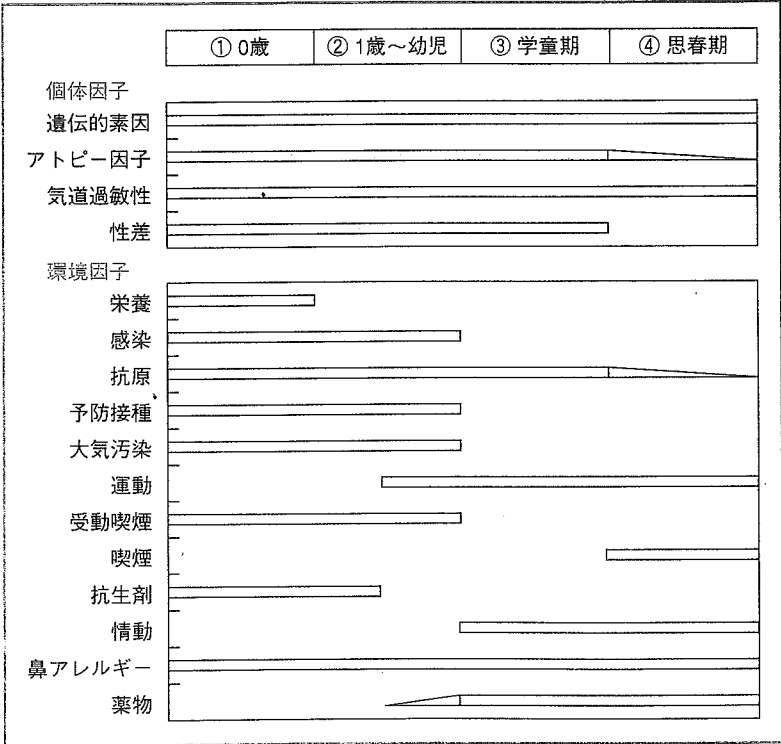 ① 0歳 ② 1歳～幼児 ③ 学童期 ④ 思春期
個体因子
遺伝的素因
アトピー因子
気道過敏性
性差
環境因子
栄養
感染
抗原
予防接種
大気汚染
運動
受動喫煙
喫煙
抗生剤
情動
鼻アレルギー
薬物